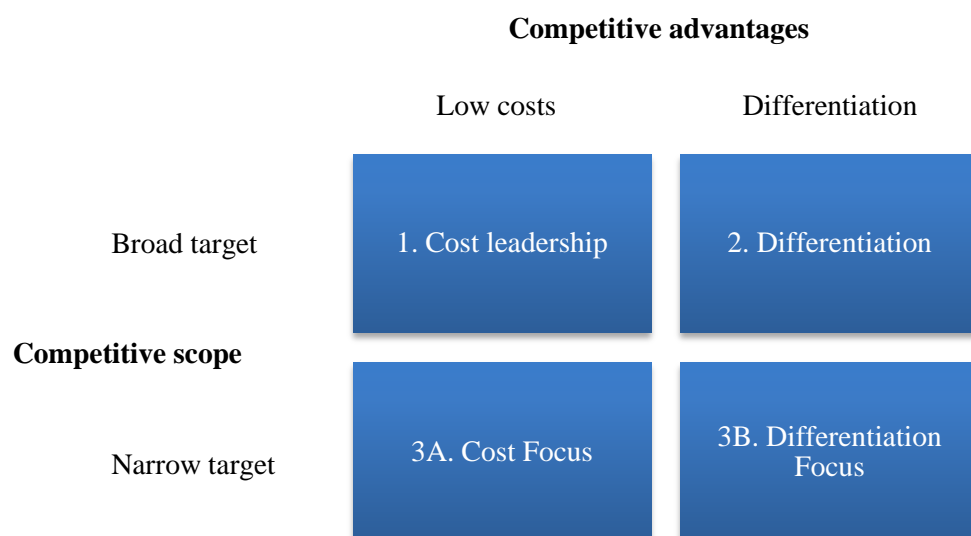 Competitive advantages
Low costs
Differentiation
Broad target
1. Cost leadership
2. Differentiation
Competitive scope
Narrow target
3A. Cost Focus
3B. Differentiation
Focus